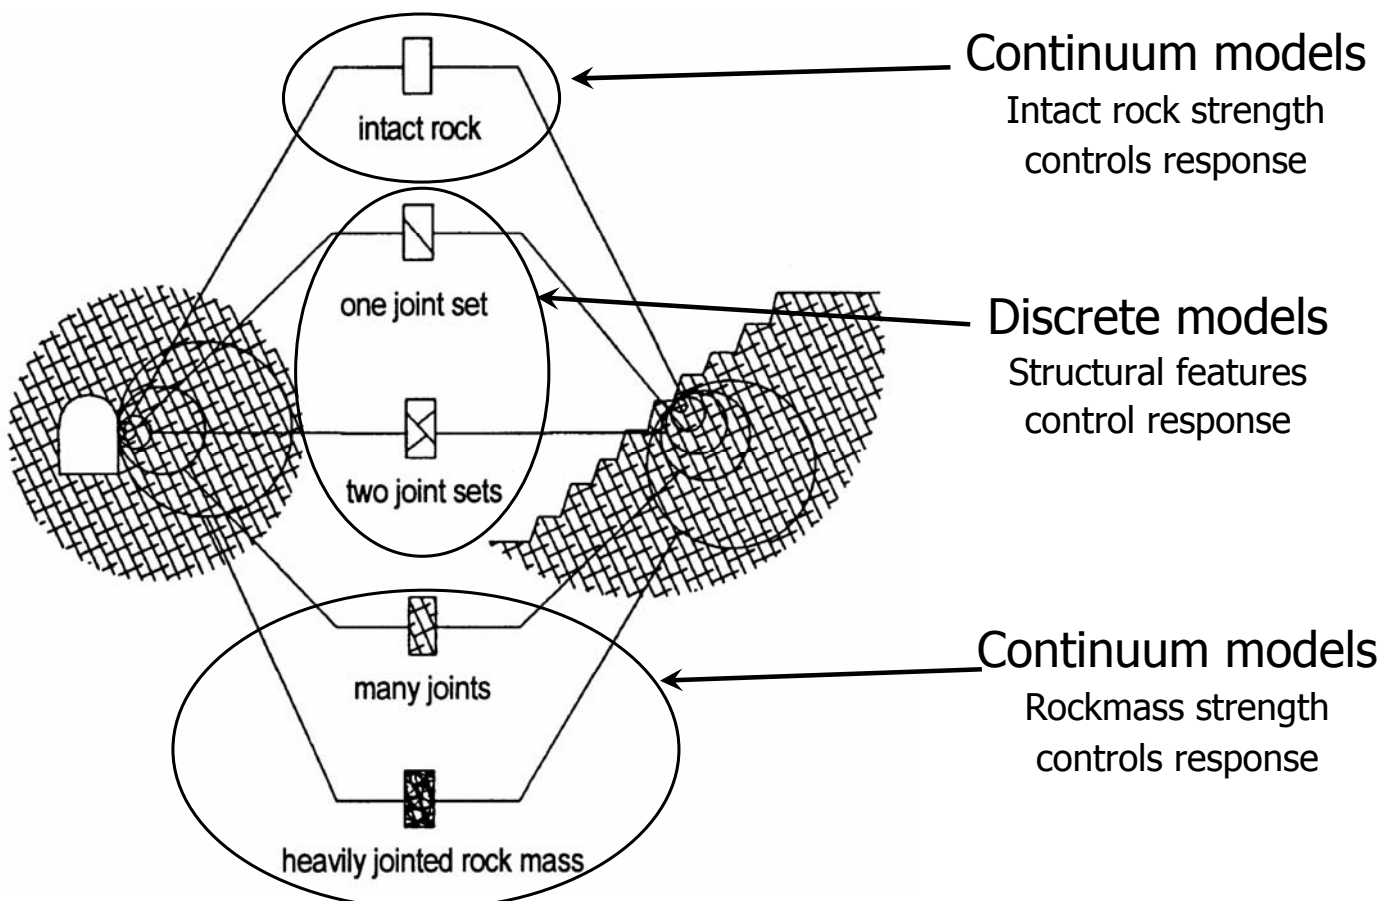 intact rock
one joint set
two joint sets
many joints
heavily jointed rock mass
Continuum models
Intact rock strength
controls response
Discrete models
Structural features
control response
Continuum models
Rockmass strength
controls response